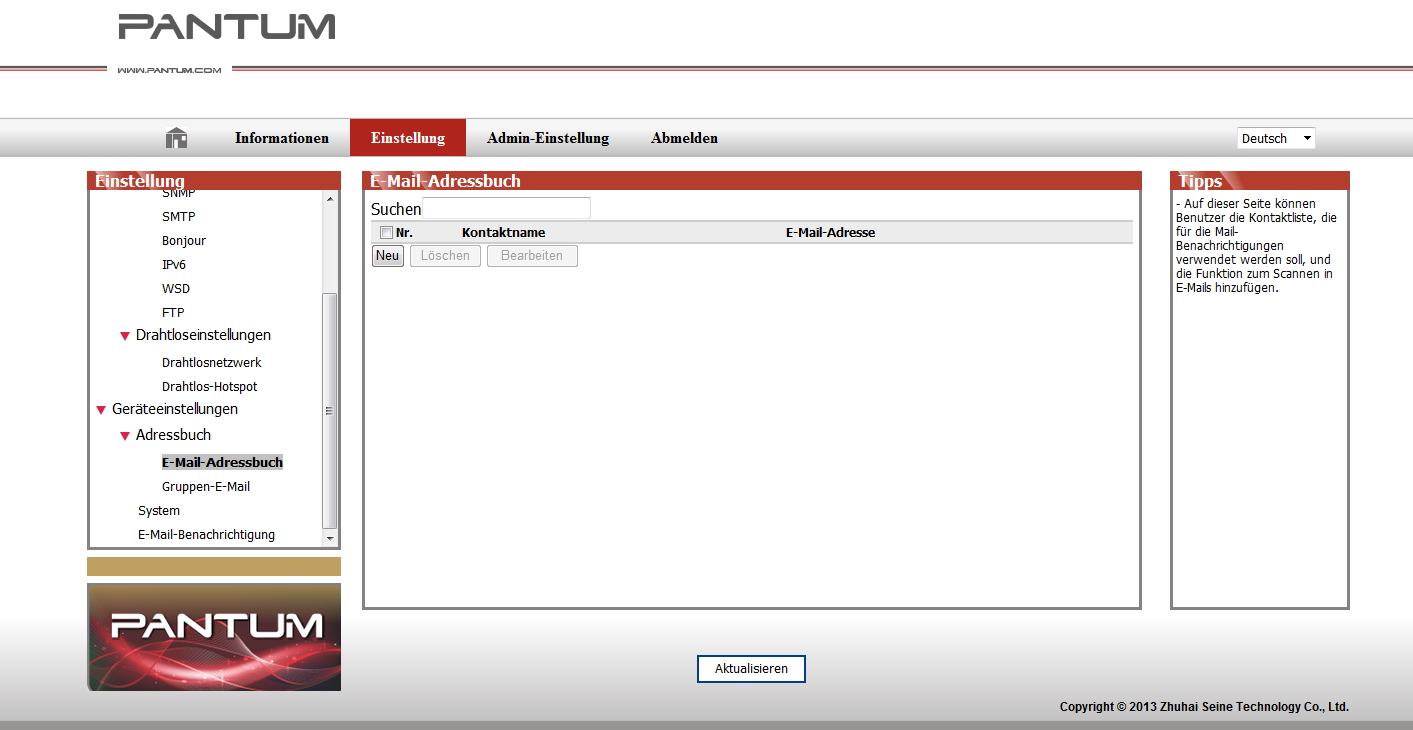 PANTUM
WWW.PANTUM.COM
Informationen Einstellung Admin-Einstellung Abmelden Deutsch
Einstellung
SNMP
SMTP
Bonjour
IPv6
WSD
FTP
Drahtloseinstellungen
Drahtlosnetzwerk
Drahtlos-Hotspot
Geräteeinstellungen
Adressbuch
E-Mail-Adressbuch
Gruppen-E-Mail
System
E-Mail-Benachrichtigung
PANTUM
E-Mail-Adressbuch
Suchen
Nr. Kontaktname E-Mail-Adresse
Neu Löschen Bearbeiten
Aktualisieren
Tipps
- Auf dieser Seite können
Benutzer die Kontaktliste, die
für die Mail-
Benachrichtigungen
verwendet werden soll, und
die Funktion zum Scannen in
E-Mails hinzufügen.
Copyright © 2013 Zhuhai Seine Technology Co., Ltd.